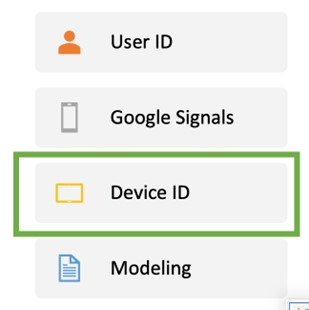 User ID
Google Signals
Device ID
Modeling